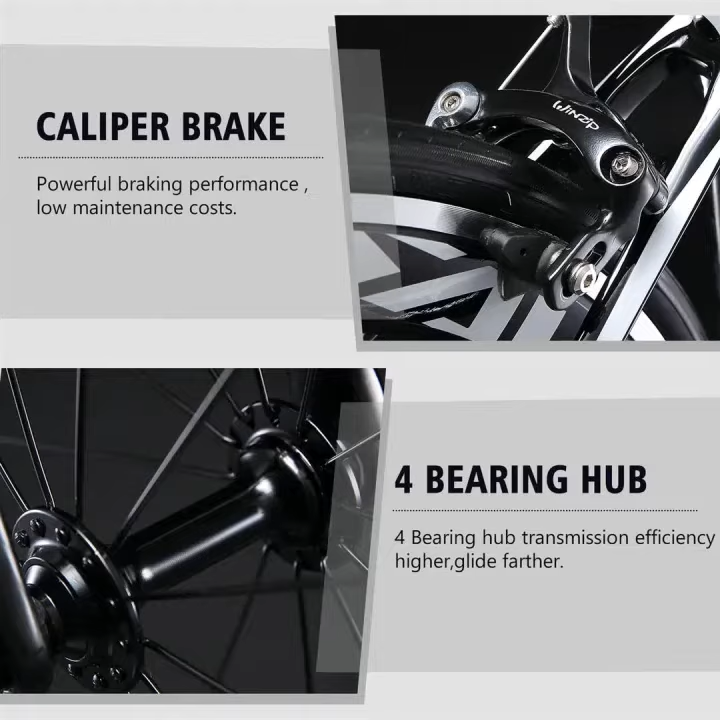 CALIPER BRAKE
Powerful braking performance ,
low maintenance costs.
Winzip
4 BEARING HUB
4 Bearing hub transmission efficiency
higher,glide farther.